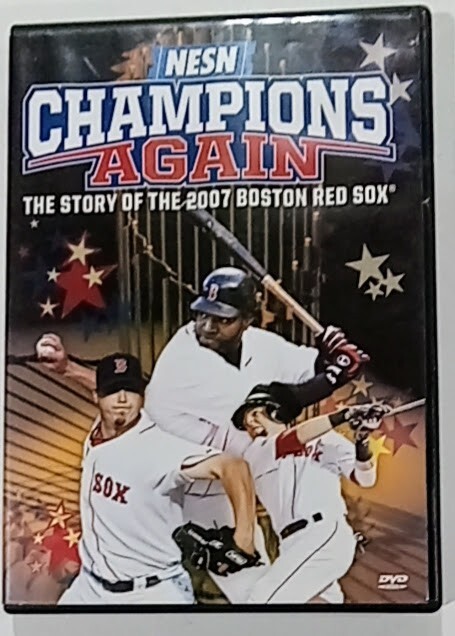 NESN
CHAMPIONS
AGAIN
THE STORY OF THE 2007 BOSTON RED SOX®
B
B
SOX
DVD